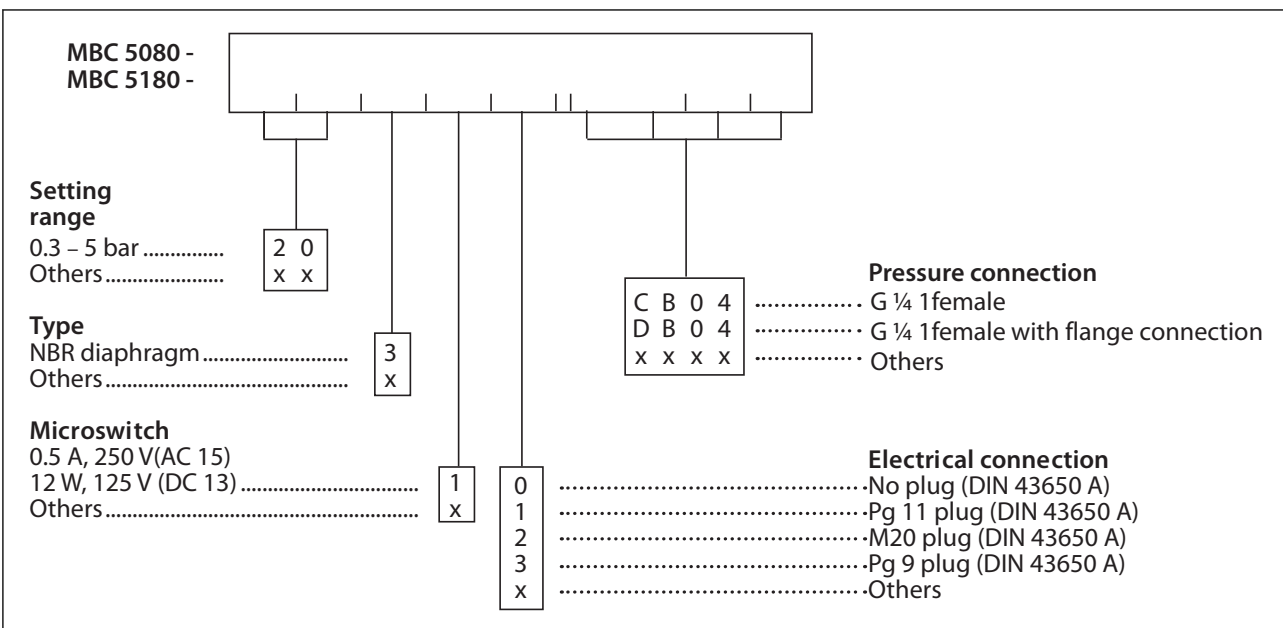 MBC 5080 -
MBC 5180 -
Setting
range
0.3 – 5 bar ............... 2 0
Others ...................... x x
Type
NBR diaphragm ........................... 3
Others ............................................. x
Microswitch
0.5 A, 250 V(AC 15)
12 W, 125 V (DC 13) ................................. 1
Others ........................................................ x
Pressure connection
C B 0 4 ................ G ¼ 1female
D B 0 4 ................ G ¼ 1female with flange connection
x x x x ................ Others
Electrical connection
0 ................................................ No plug (DIN 43650 A)
1 ................................................ Pg 11 plug (DIN 43650 A)
2 ................................................ M20 plug (DIN 43650 A)
3 ................................................ Pg 9 plug (DIN 43650 A)
x ................................................ Others